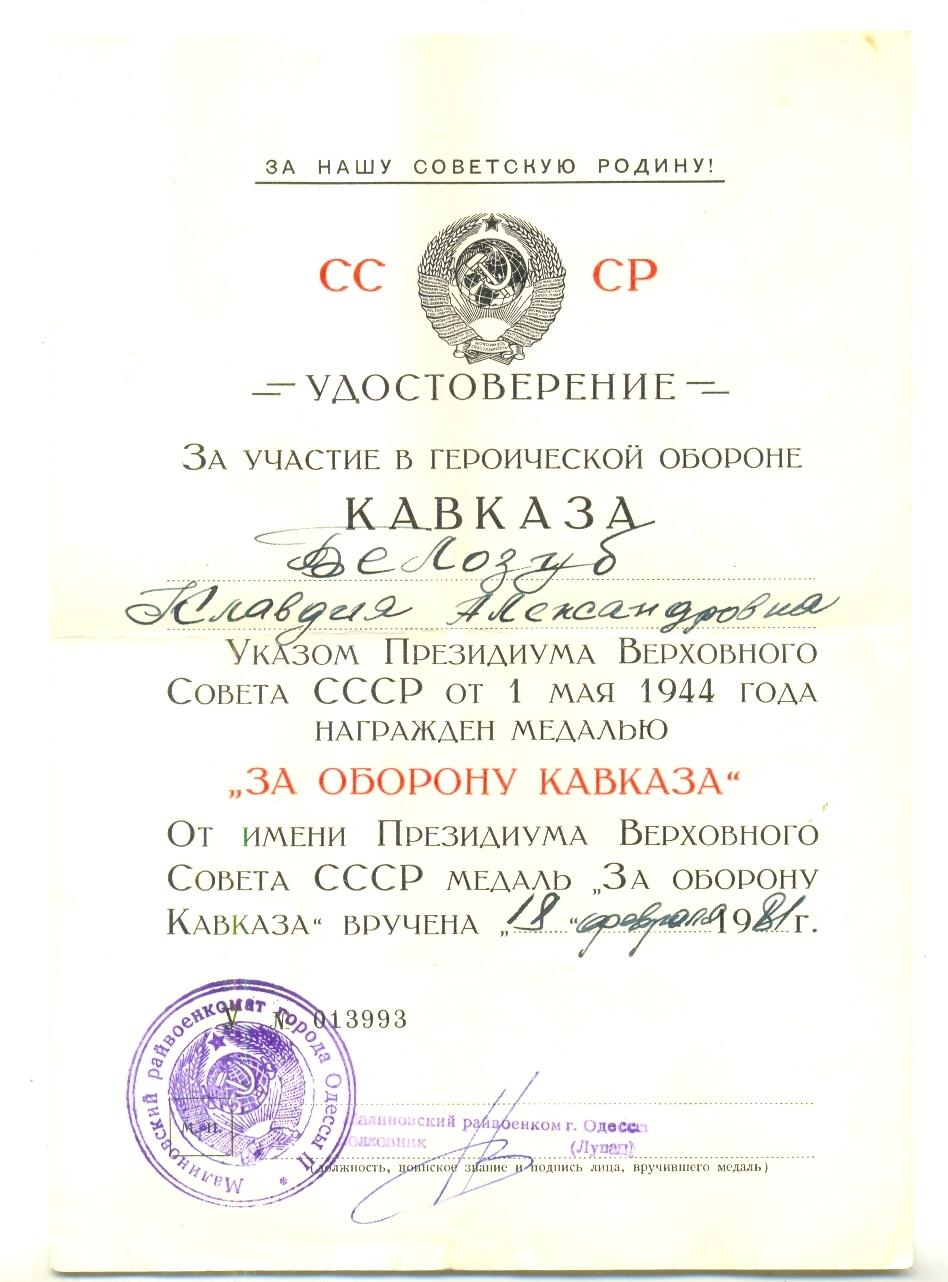 ЗА НАШУ СОВЕТСКУЮ РОДИНУ!
СС СР
УДОСТОВЕРЕНИЕ
ЗА УЧАСТИЕ В ГЕРОИЧЕСКОЙ ОБОРОНЕ
КАВКАЗА
Белозуб
Клавдия Александровна
УКАЗОМ ПРЕЗИДИУМА ВЕРХОВНОГО
СОВЕТА СССР ОТ 1 МАЯ 1944 ГОДА
НАГРАЖДЕН МЕДАЛЬЮ
„ЗА ОБОРОНУ КАВКАЗА“
ОТ ИМЕНИ ПРЕЗИДИУМА ВЕРХОВНОГО
СОВЕТА СССР МЕДАЛЬ „ЗА ОБОРОНУ
КАВКАЗА“ ВРУЧЕНА „18“ февраля 1981 г.
V № 013993
Малиновский райвоенкомат города Одессы II *
М. П.
Малиновский райвоенком г. Одессы
Полковник (Лупан)
(должность, воинское звание и подпись лица, вручившего медаль)